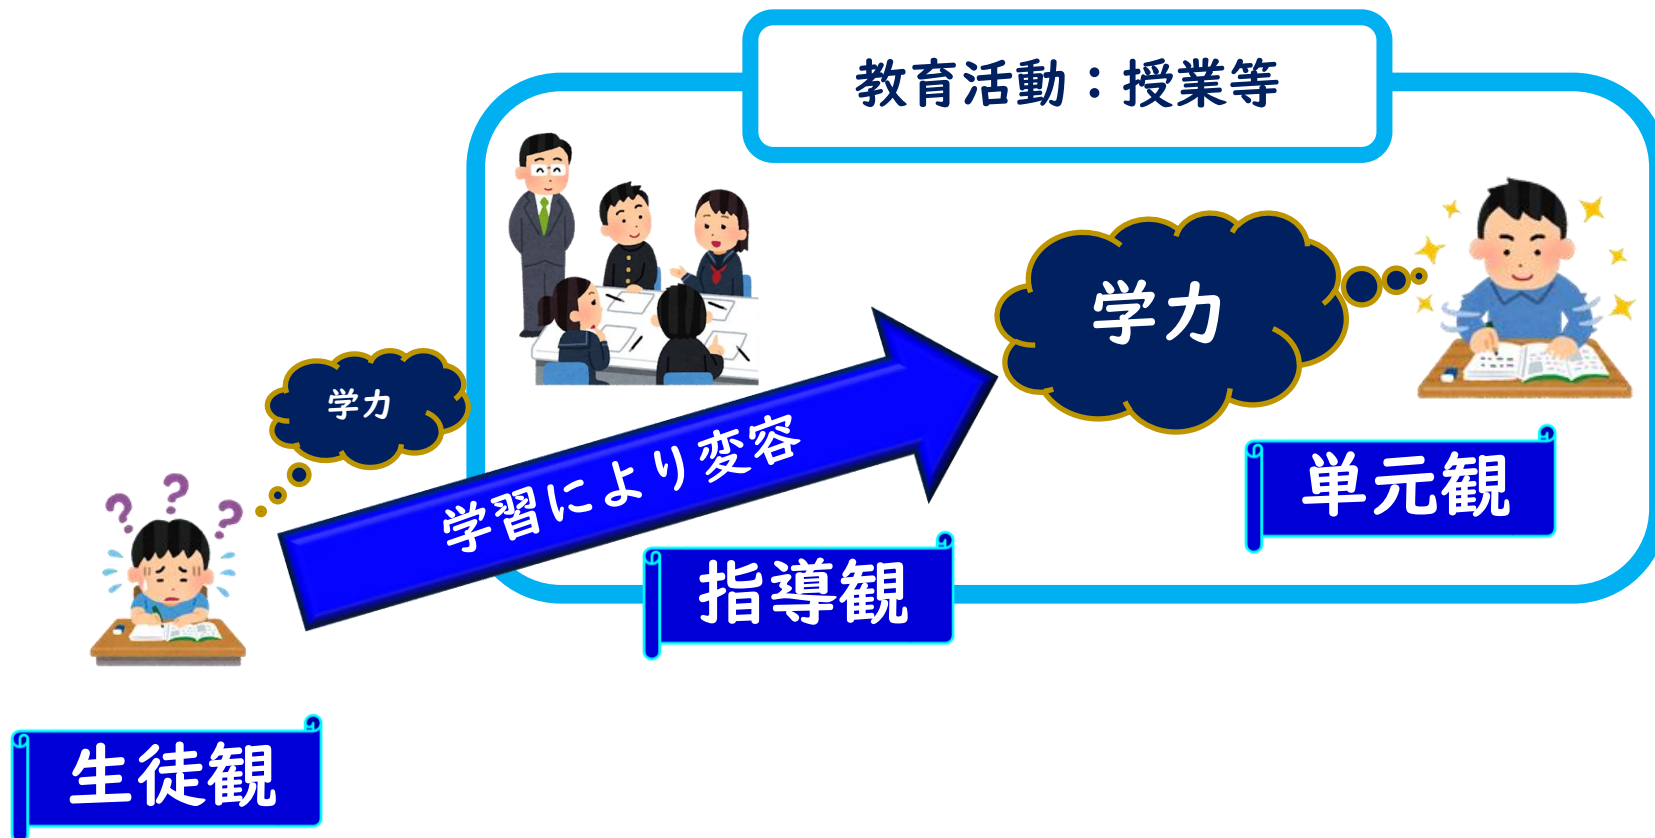 教育活動：授業等
学力
学力
学習により変容
単元観
指導観
生徒観